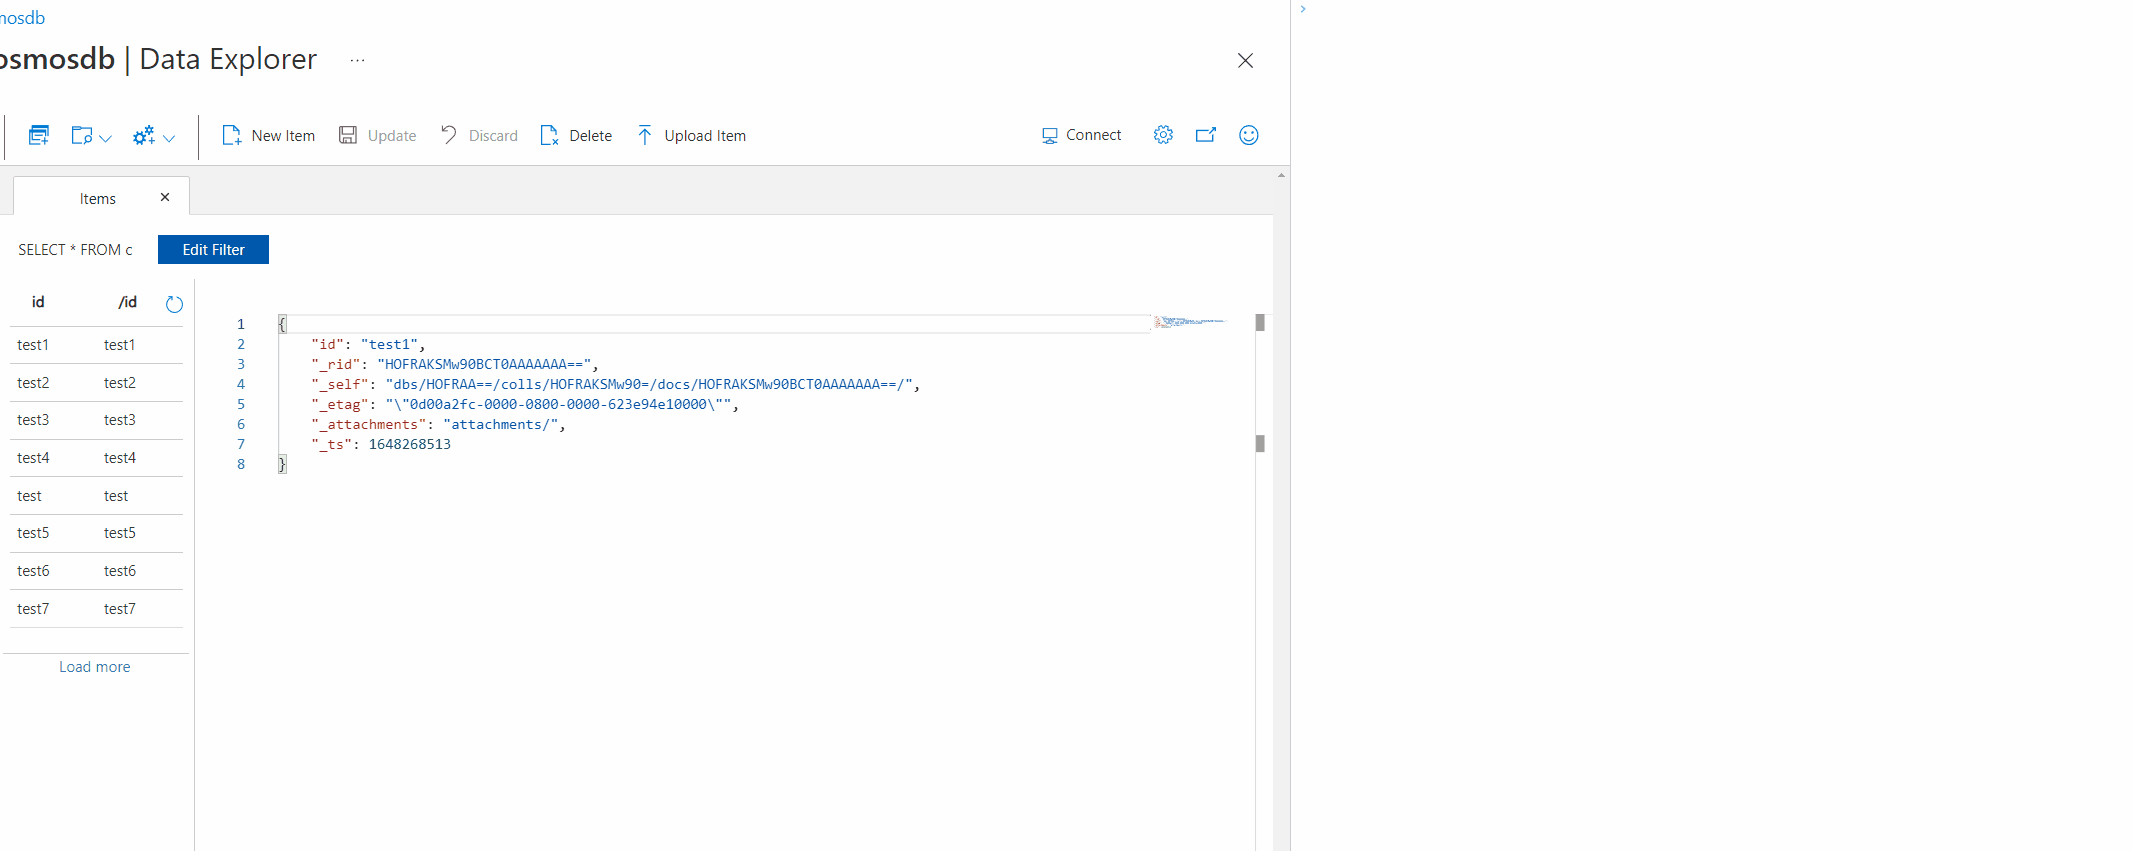 mosdb
osmosdb | Data Explorer ...
New Item Update Discard Delete Upload Item Connect
Items
SELECT * FROM c Edit Filter
id /id
test1 test1
test2 test2
test3 test3
test4 test4
test test
test5 test5
test6 test6
test7 test7
Load more
1 {
2 "id": "test1",
3 "_rid": "HOFRAKSMw90BCT0AAAAAAA==",
4 "_self": "dbs/HOFRAA==/colls/HOFRAKSMw90=/docs/HOFRAKSMw90BCT0AAAAAAA==/",
5 "_etag": "\"0d00a2fc-0000-0800-0000-623e94e10000\"",
6 "_attachments": "attachments/",
7 "_ts": 1648268513
8 }